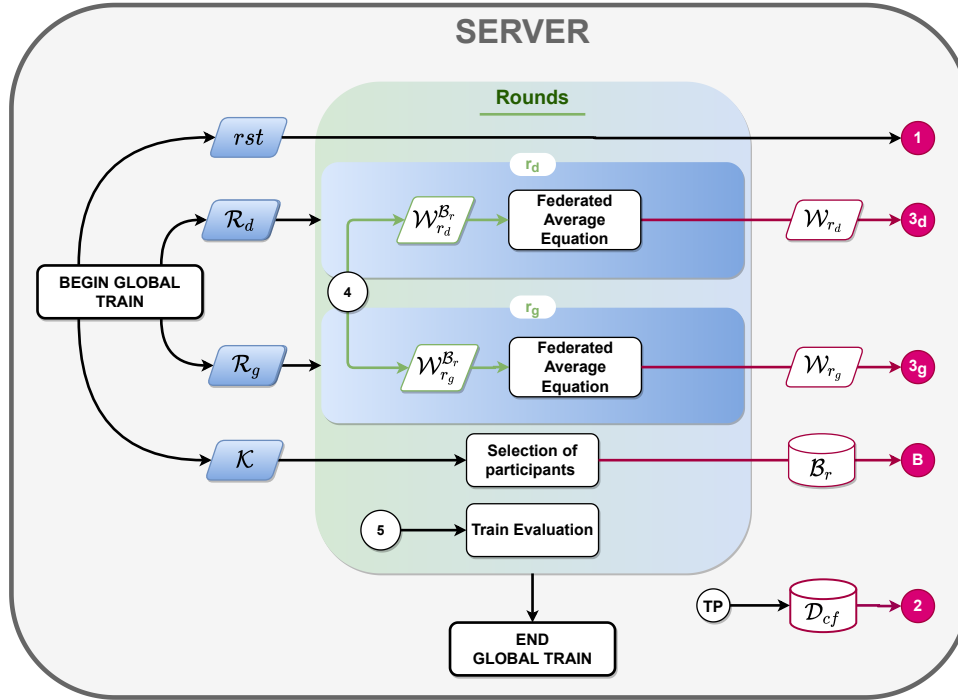 SERVER
Rounds
rst
1
r_d
R_d
W_{r_d}^{B_r}
Federated
Average
Equation
W_{r_d}
3d
BEGIN GLOBAL
TRAIN
4
r_g
R_g
W_{r_g}^{B_r}
Federated
Average
Equation
W_{r_g}
3g
K
Selection of
participants
B_r
B
5
Train Evaluation
TP
D_{cf}
2
END
GLOBAL TRAIN